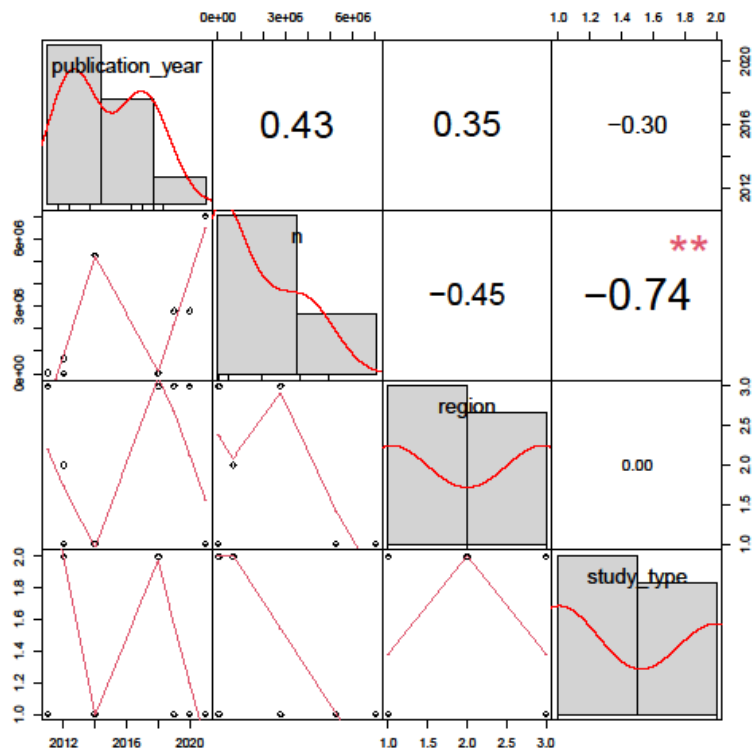 0e+00 3e+06 6e+06 1.0 1.2 1.4 1.6 1.8 2.0
publication_year
0.43
0.35
−0.30
2012 2016 2020
0e+00 3e+06 6e+06
n
−0.45
**
−0.74
region
0.00
1.0 1.5 2.0 2.5 3.0
1.0 1.2 1.4 1.6 1.8 2.0
study_type
2012 2016 2020 1.0 1.5 2.0 2.5 3.0